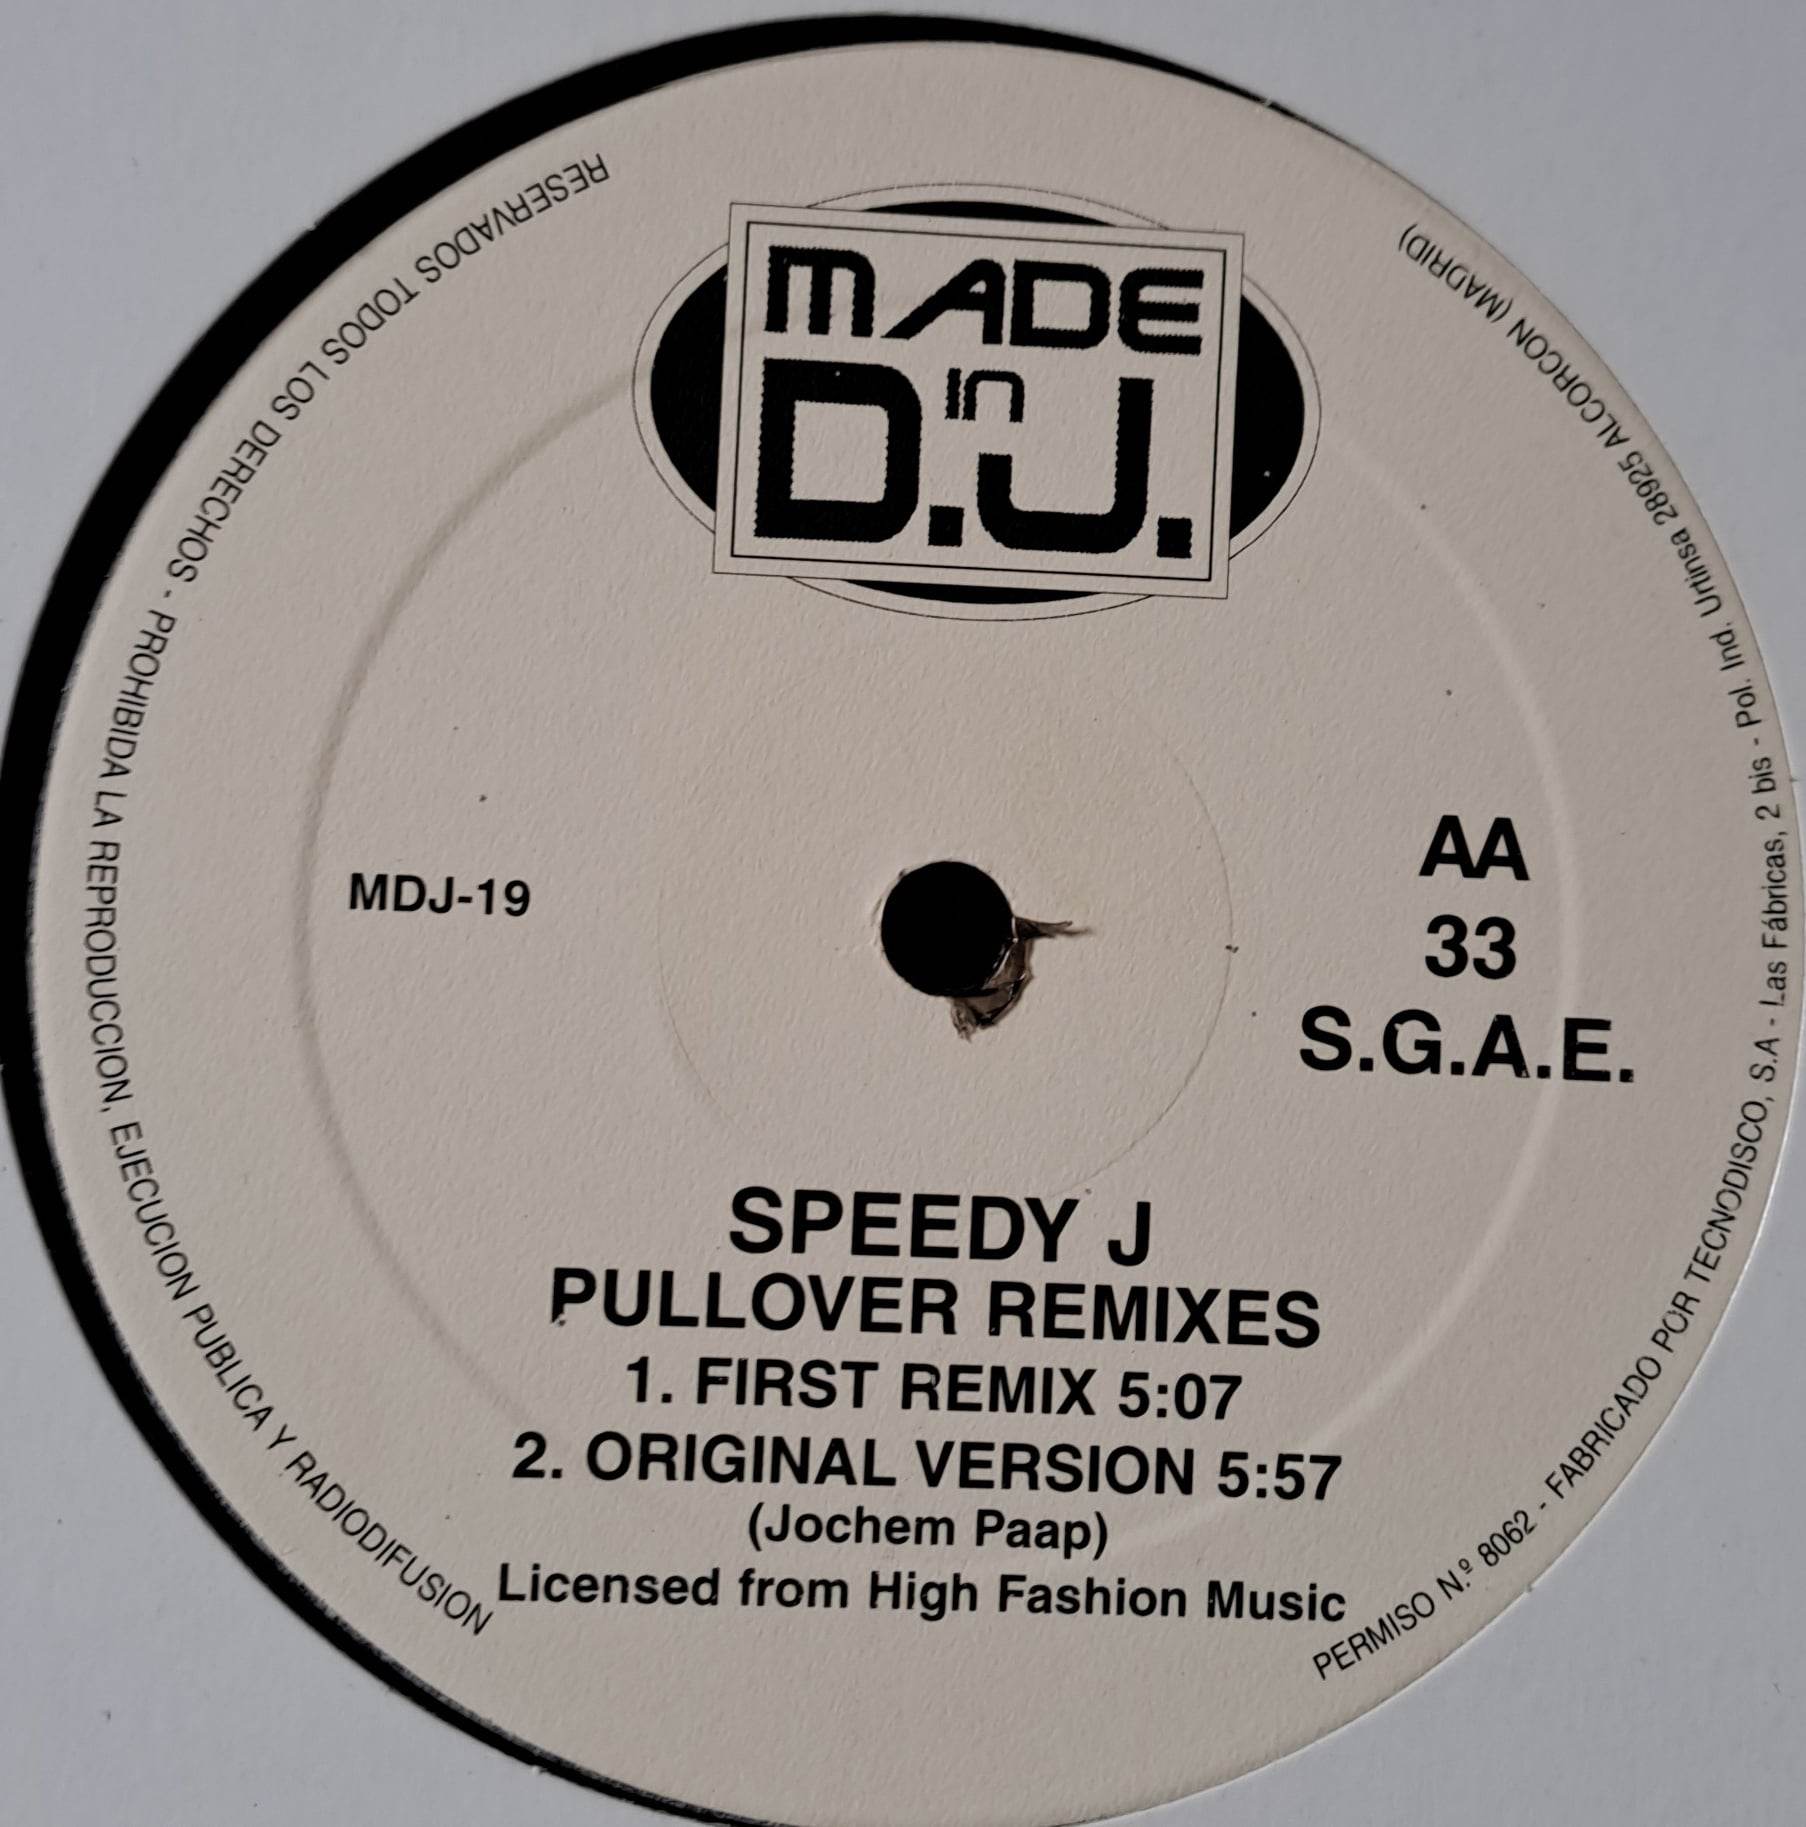 MADE
in
D.J.
MDJ-19
AA
33
S.G.A.E.
SPEEDY J
PULLOVER REMIXES
1. FIRST REMIX 5:07
2. ORIGINAL VERSION 5:57
(Jochem Paap)
Licensed from High Fashion Music
RESERVADOS TODOS LOS DERECHOS - PROHIBIDA LA REPRODUCCION, EJECUCION PUBLICA Y RADIODIFUSION
PERMISO N.º 8062 - FABRICADO POR TECNODISCO, S.A - Las Fábricas, 2 bis - Pol. Ind. Urtinsa 28925 ALCORCON (MADRID)